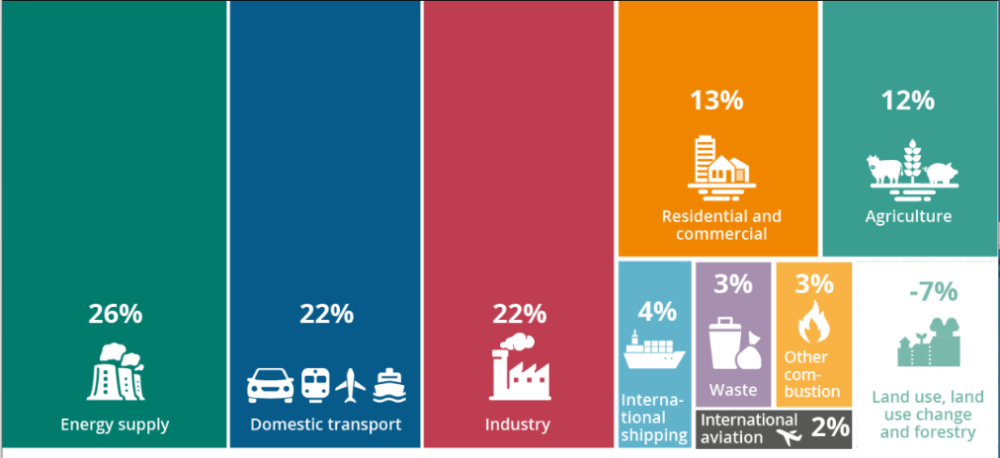 26%
Energy supply
22%
Domestic transport
22%
Industry
13%
Residential and
commercial
12%
Agriculture
4%
Interna-
tional
shipping
3%
Waste
3%
Other
com-
bustion
International
aviation
2%
-7%
Land use, land
use change
and forestry